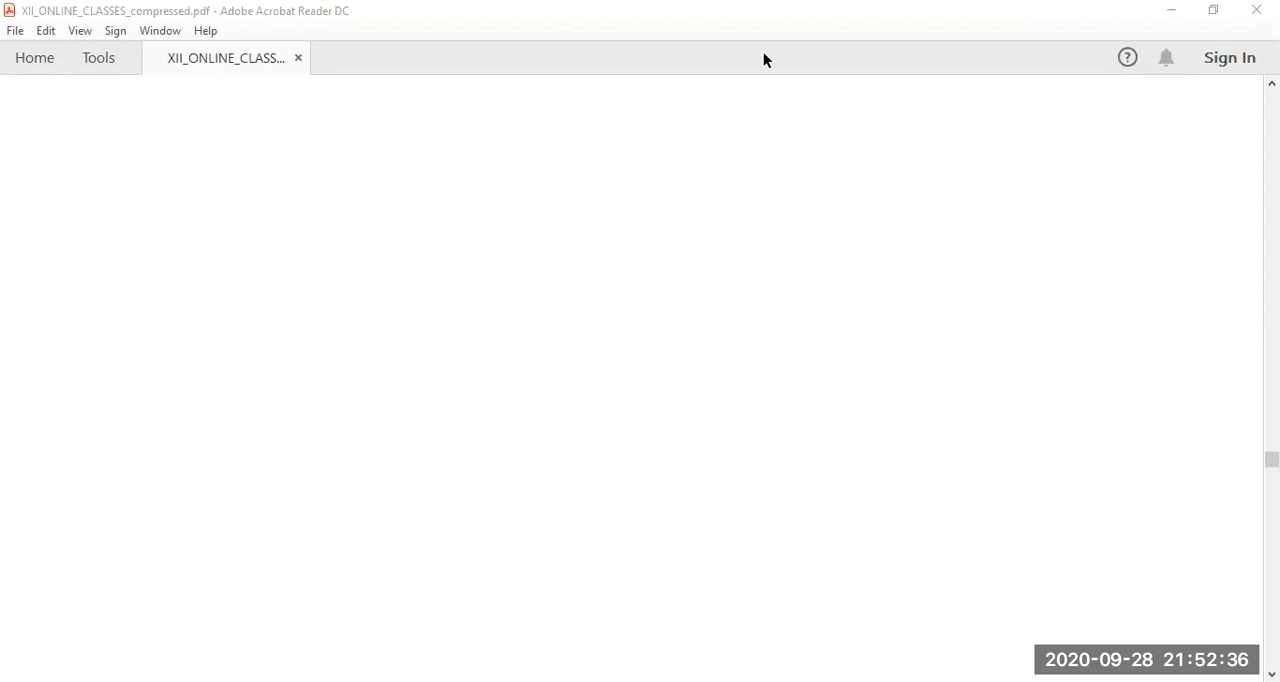 XII_ONLINE_CLASSES_compressed.pdf - Adobe Acrobat Reader DC
File Edit View Sign Window Help
Home Tools XII_ONLINE_CLASS... × ? Sign In
2020-09-28 21:52:36